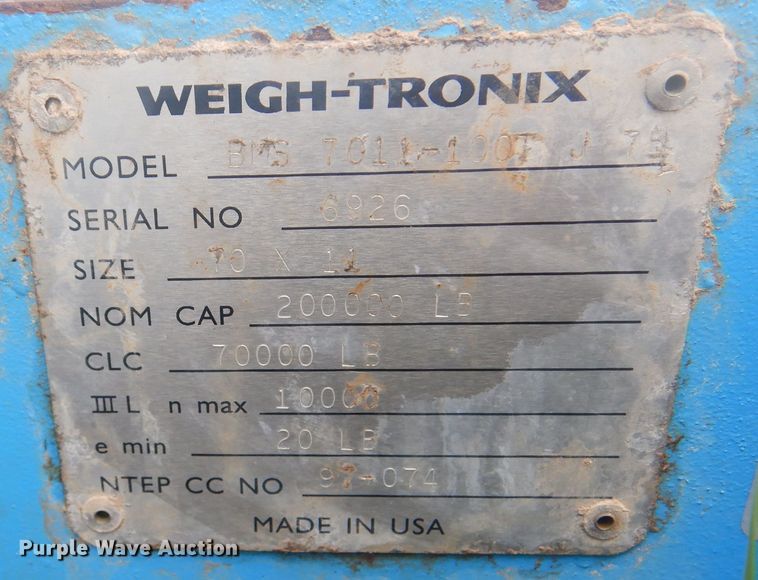 WEIGH-TRONIX
MODEL BMS 7011-100T J
SERIAL NO 6926
SIZE 70 X 11
NOM CAP 200000 LB
CLC 70000 LB
III L n max 10000
e min 20 LB
NTEP CC NO 97-074
MADE IN USA
Purple Wave Auction